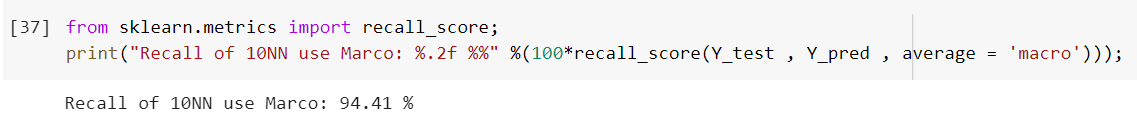 [37] from sklearn.metrics import recall_score;
print("Recall of 10NN use Marco: %.2f %%" %(100*recall_score(Y_test , Y_pred , average = 'macro')));
Recall of 10NN use Marco: 94.41 %